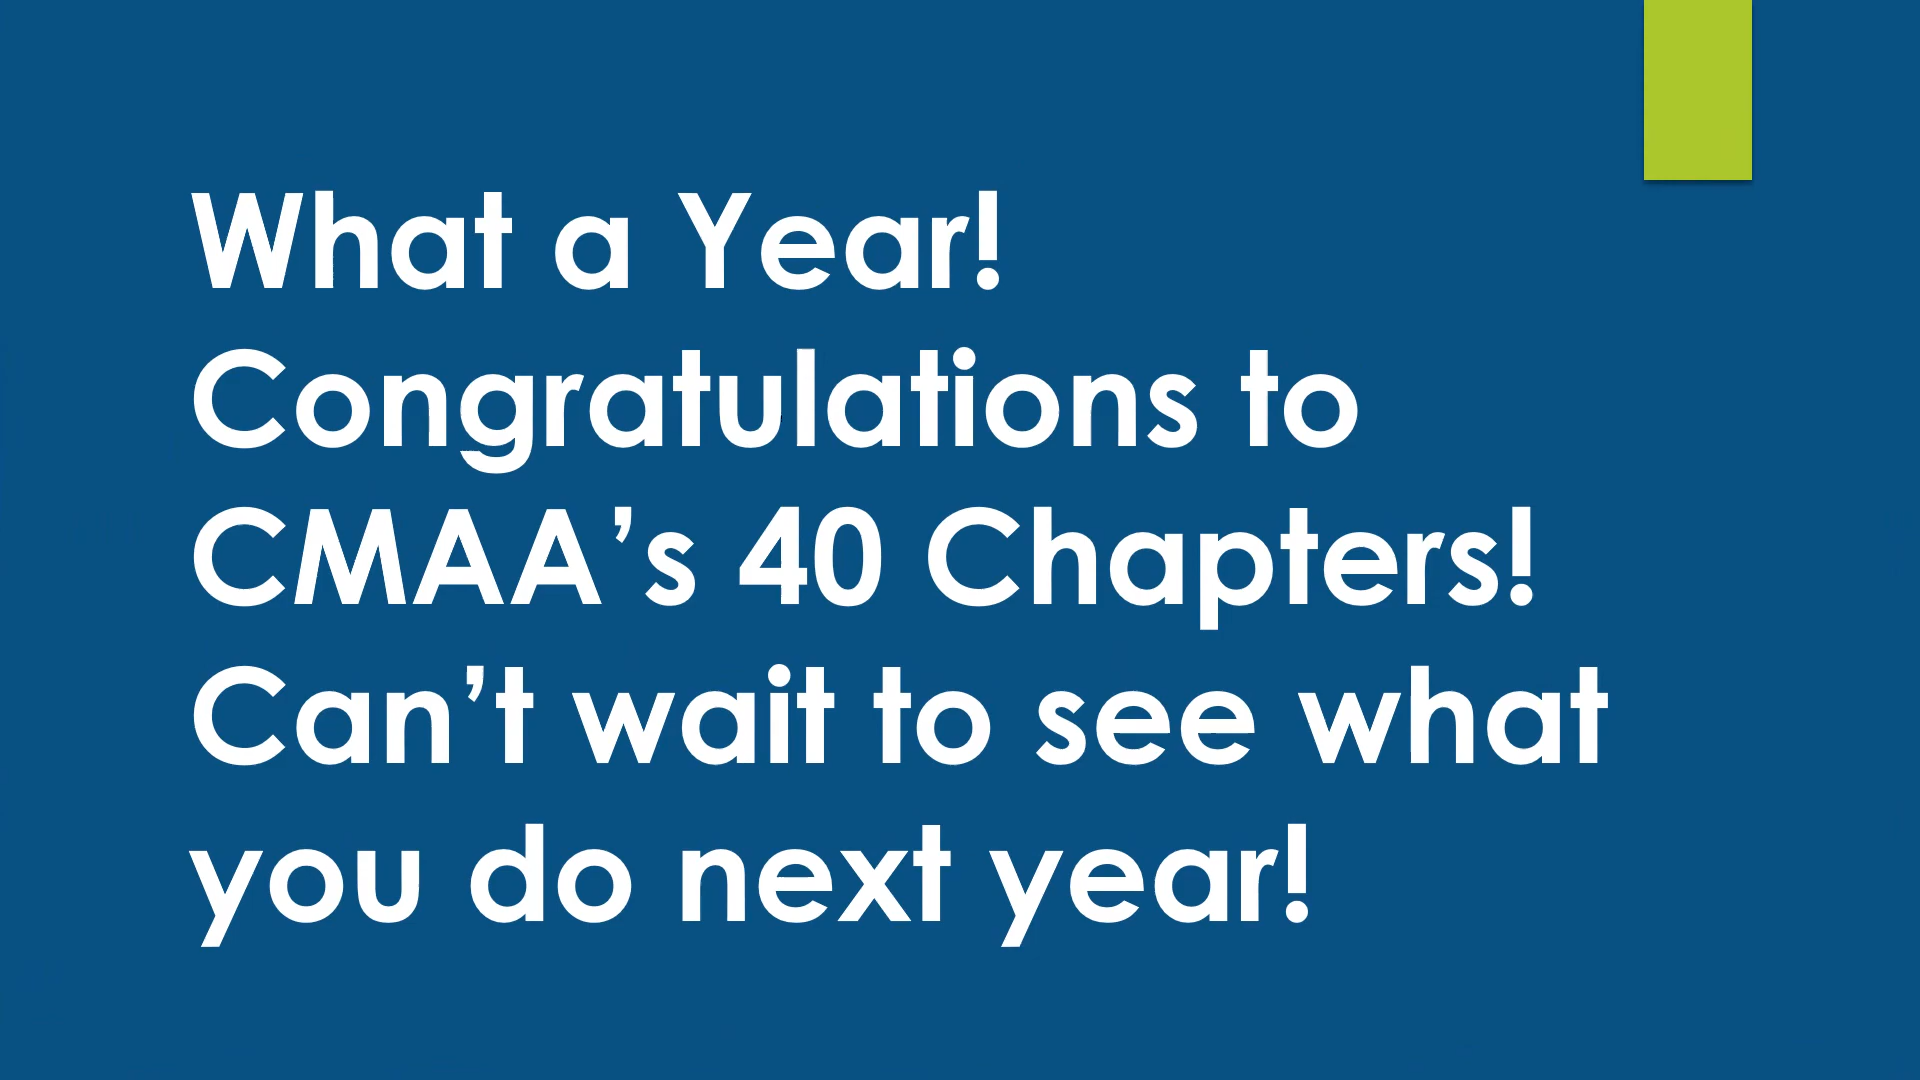 What a Year!
Congratulations to
CMAA’s 40 Chapters!
Can’t wait to see what
you do next year!